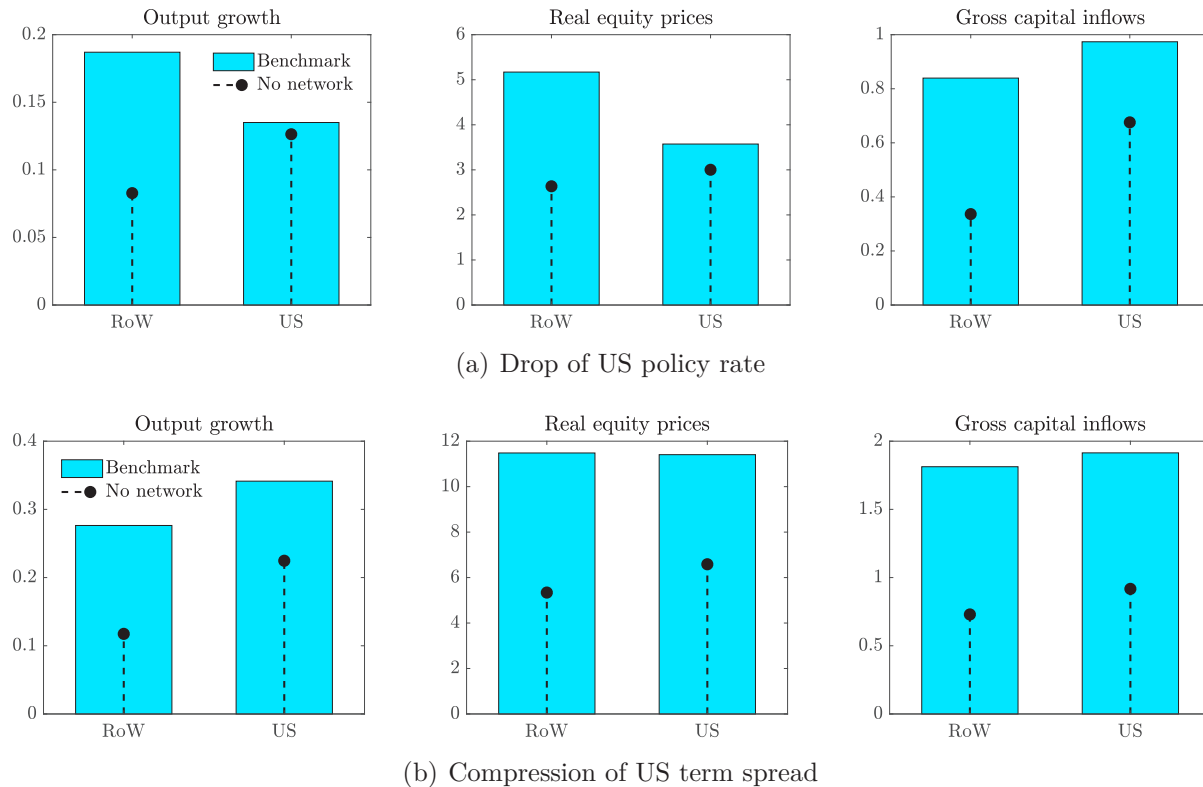 Output growth
0.2
0.15
0.1
0.05
0
Benchmark
No network
RoW
US
Real equity prices
6
5
4
3
2
1
0
RoW
US
Gross capital inflows
1
0.8
0.6
0.4
0.2
0
RoW
US
(a) Drop of US policy rate
Output growth
0.4
0.3
0.2
0.1
0
Benchmark
No network
RoW
US
Real equity prices
12
10
8
6
4
2
0
RoW
US
Gross capital inflows
2
1.5
1
0.5
0
RoW
US
(b) Compression of US term spread